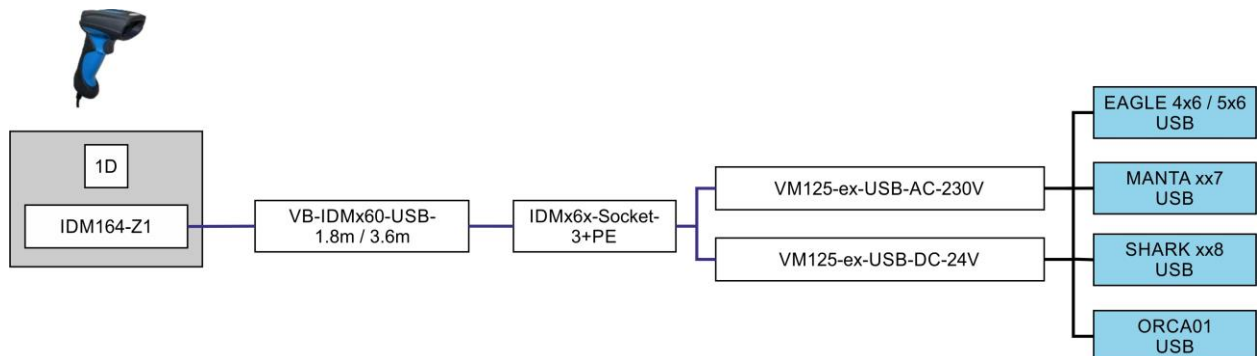 1D
IDM164-Z1
VB-IDMx60-USB-
1.8m / 3.6m
IDMx6x-Socket-
3+PE
VM125-ex-USB-AC-230V
VM125-ex-USB-DC-24V
EAGLE 4x6 / 5x6
USB
MANTA xx7
USB
SHARK xx8
USB
ORCA01
USB